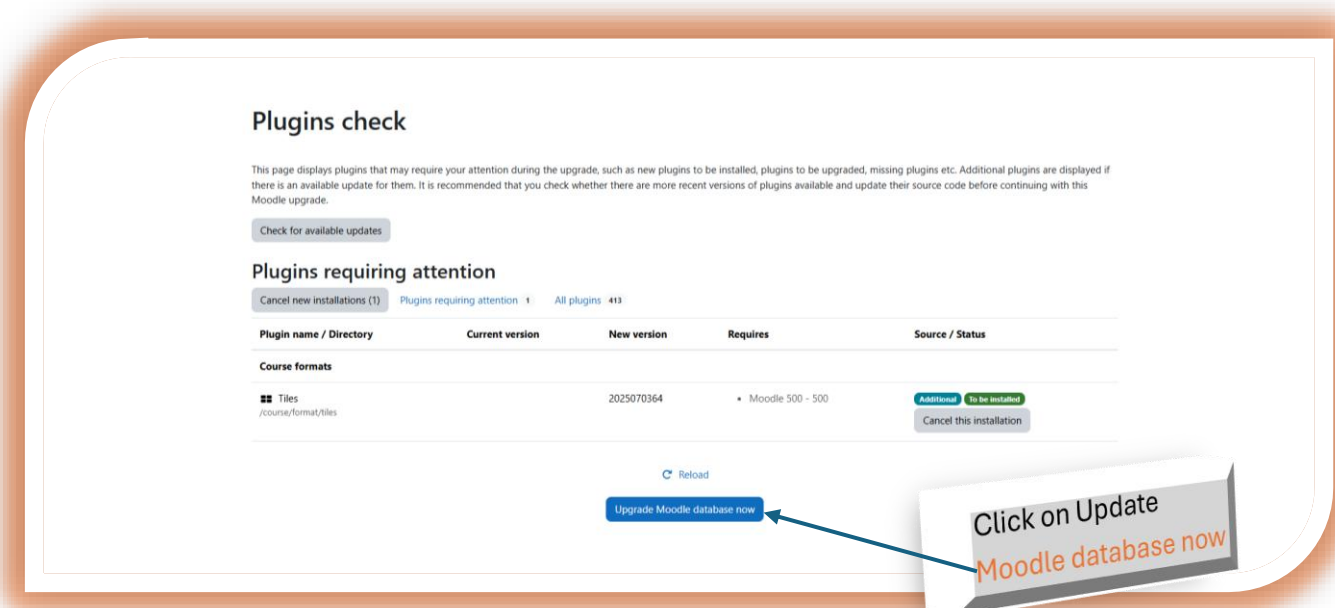 Plugins check
This page displays plugins that may require your attention during the upgrade, such as new plugins to be installed, plugins to be upgraded, missing plugins etc. Additional plugins are displayed if
there is an available update for them. It is recommended that you check whether there are more recent versions of plugins available and update their source code before continuing with this
Moodle upgrade.
Check for available updates
Plugins requiring attention
Cancel new installations (1) Plugins requiring attention 1 All plugins 413
Plugin name / Directory Current version New version Requires Source / Status
Course formats
Tiles 2025070364 • Moodle 500 - 500 Additional To be installed
/course/format/tiles
Cancel this installation
Reload
Upgrade Moodle database now
Click on Update
Moodle database now